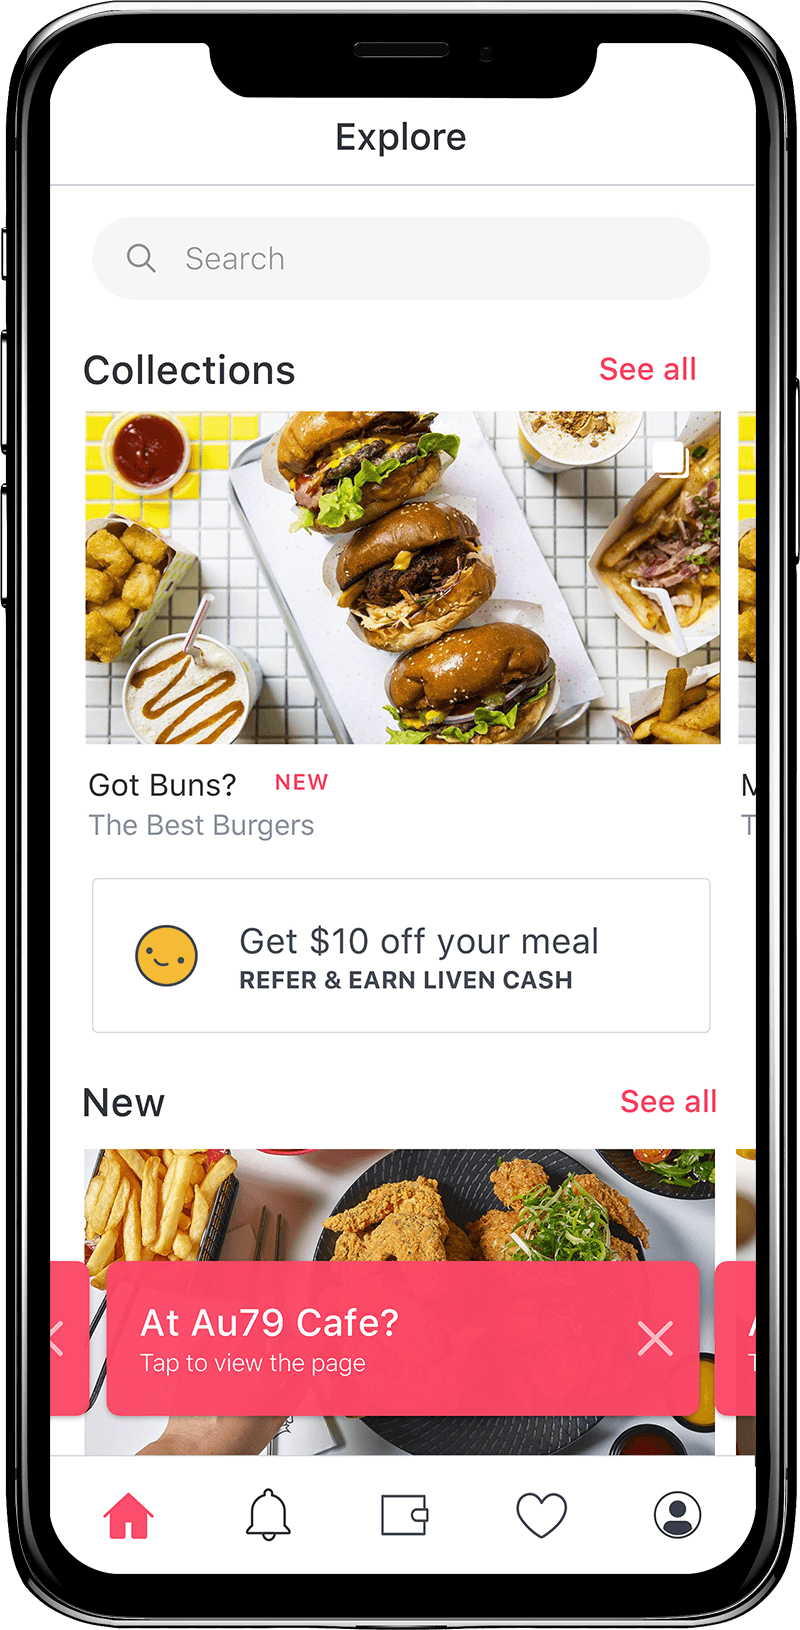 Explore
Search
Collections
See all
Got Buns?
NEW
The Best Burgers
Get $10 off your meal
REFER & EARN LIVEN CASH
New
See all
At Au79 Cafe?
Tap to view the page